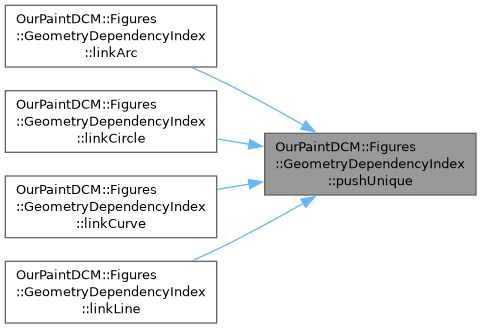 OurPaintDCM::Figures
::GeometryDependencyIndex
::linkArc
OurPaintDCM::Figures
::GeometryDependencyIndex
::linkCircle
OurPaintDCM::Figures
::GeometryDependencyIndex
::pushUnique
OurPaintDCM::Figures
::GeometryDependencyIndex
::linkCurve
OurPaintDCM::Figures
::GeometryDependencyIndex
::linkLine